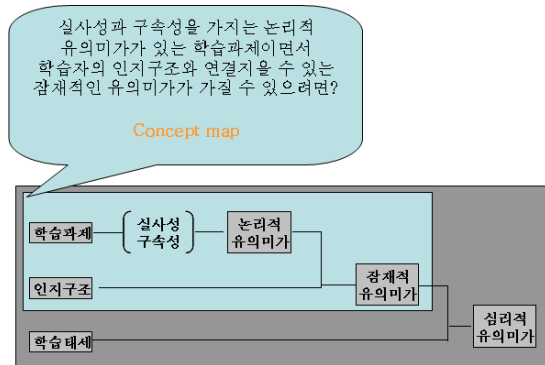 실사성과 구속성을 가지는 논리적
유의미가가 있는 학습과제이면서
학습자의 인지구조와 연결지을 수 있는
잠재적인 유의미가가 가질 수 있으려면?
Concept map
학습과제
실사성
구속성
논리적
유의미가
인지구조
잠재적
유의미가
심리적
유의미가
학습태세